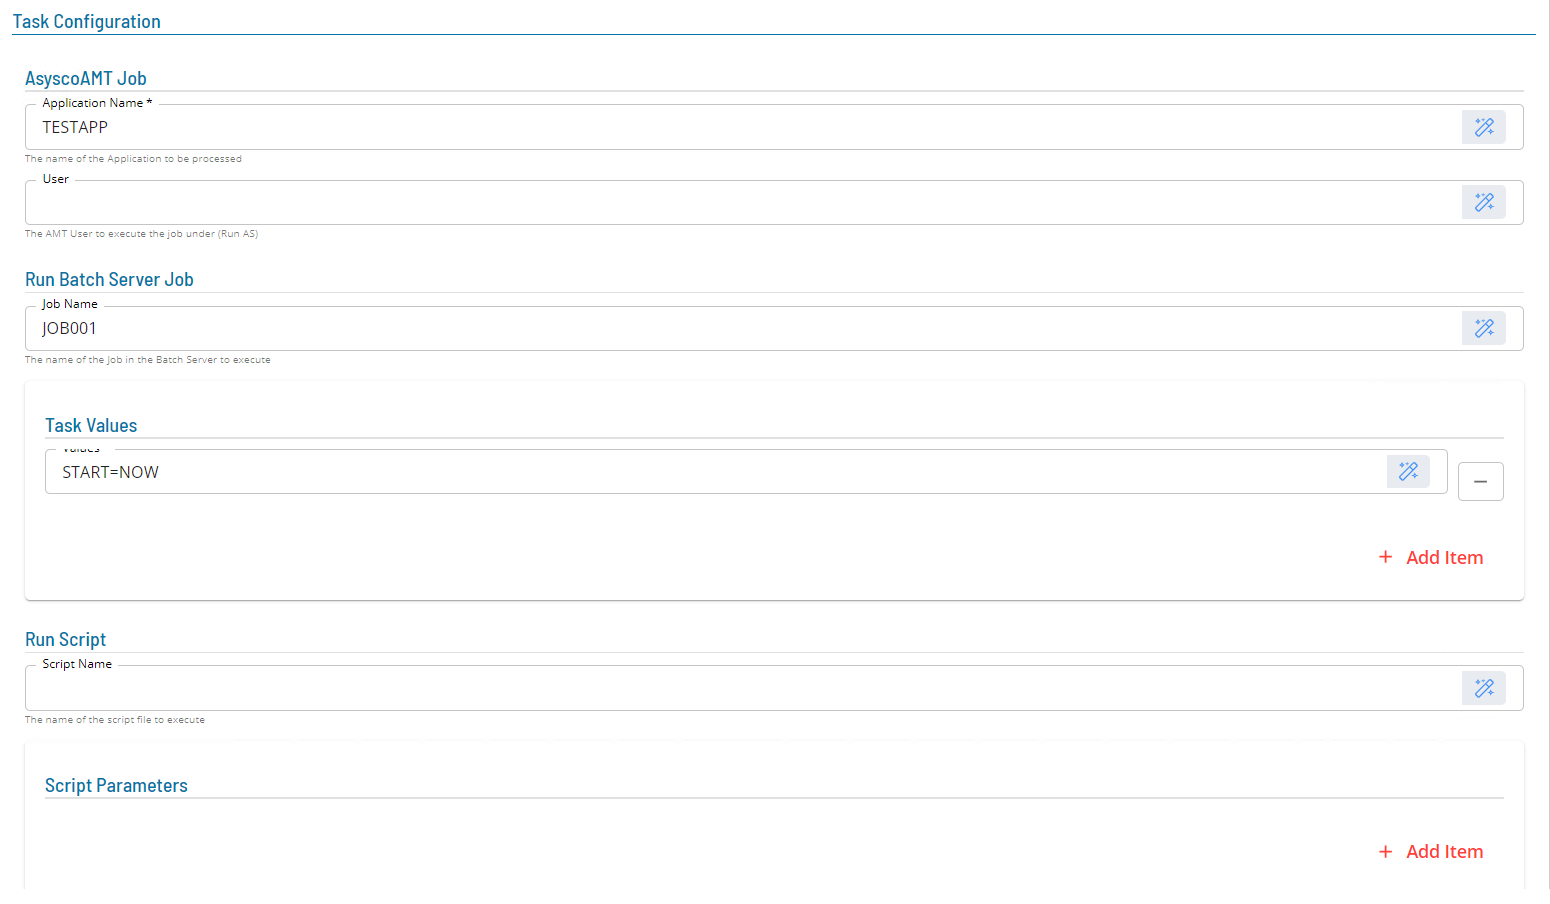 Task Configuration
AsyscoAMT Job
Application Name *
TESTAPP
The name of the Application to be processed
User
The AMT User to execute the job under (Run AS)
Run Batch Server Job
Job Name
JOB001
The name of the Job in the Batch Server to execute
Task Values
Values
START=NOW
+ Add Item
Run Script
Script Name
The name of the script file to execute
Script Parameters
+ Add Item